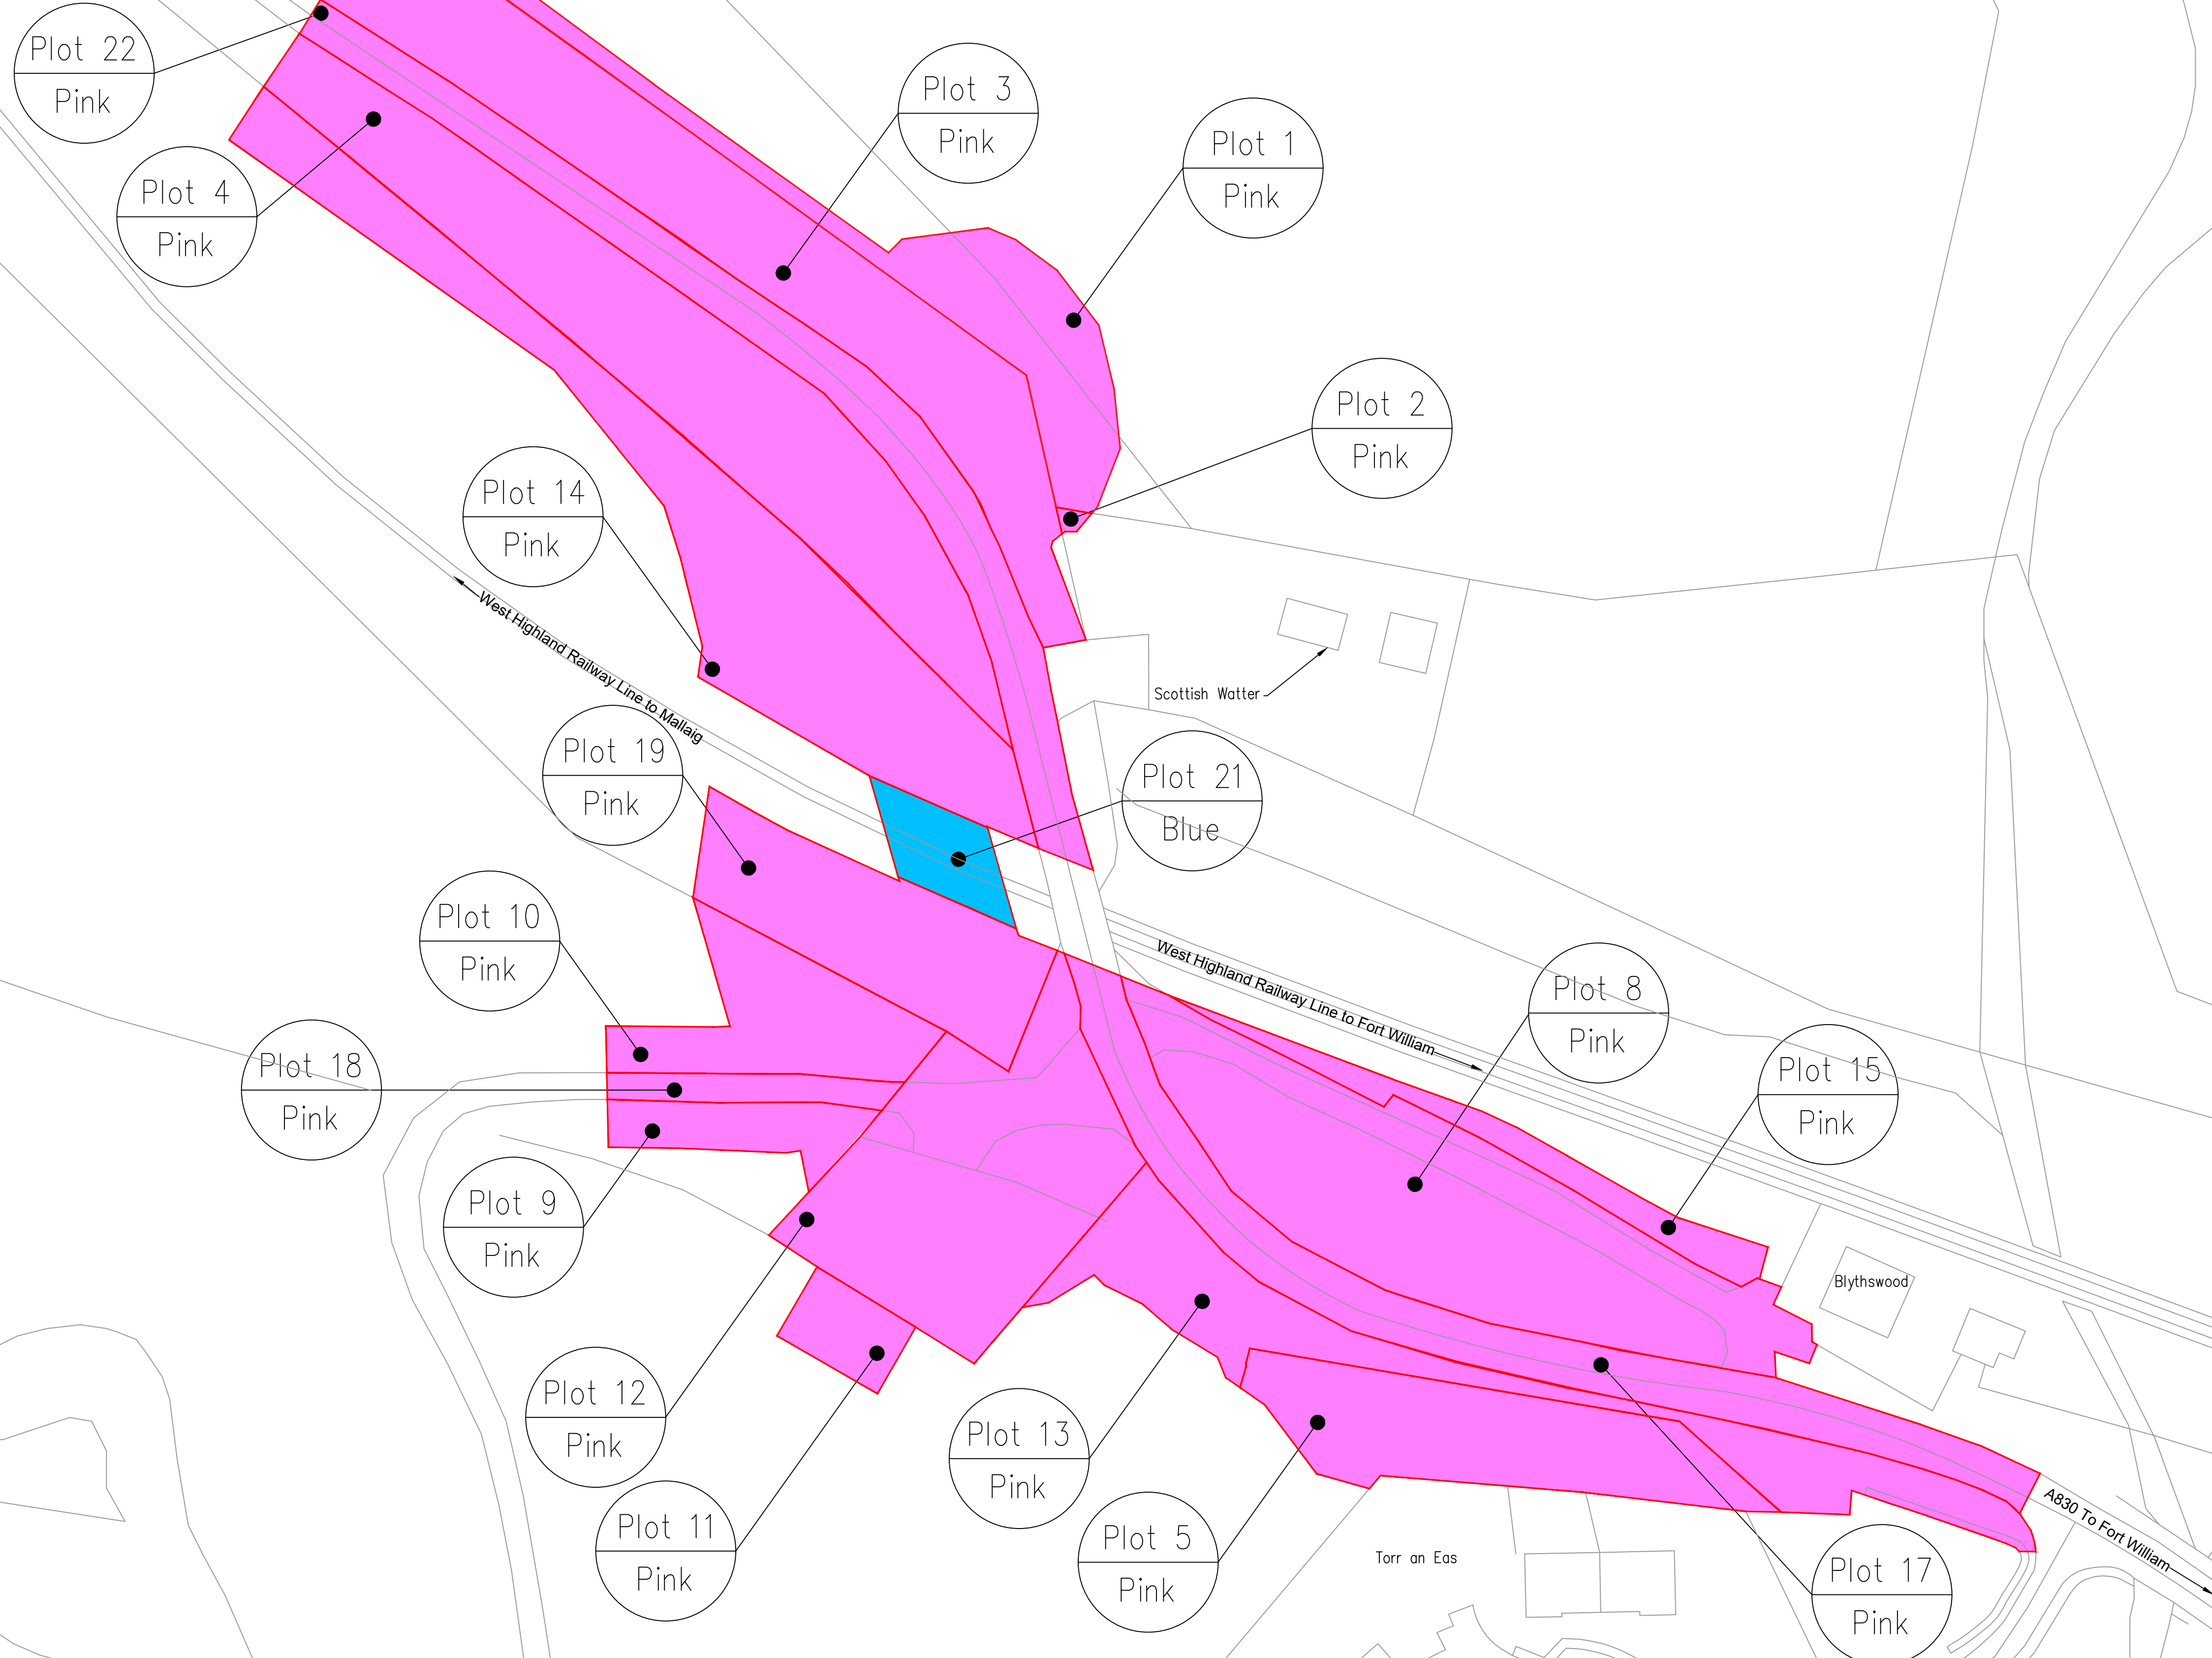 Plot 22
Pink
Plot 3
Pink
Plot 1
Pink
Plot 4
Pink
Plot 2
Pink
Plot 14
Pink
West Highland Railway Line to Mallaig
Scottish Watter
Plot 19
Pink
Plot 21
Blue
Plot 10
Pink
West Highland Railway Line to Fort William
Plot 8
Pink
Plot 18
Pink
Plot 15
Pink
Plot 9
Pink
Blythswood
Plot 12
Pink
Plot 13
Pink
Plot 11
Pink
Plot 5
Pink
Torr an Eas
A830 To Fort William
Plot 17
Pink